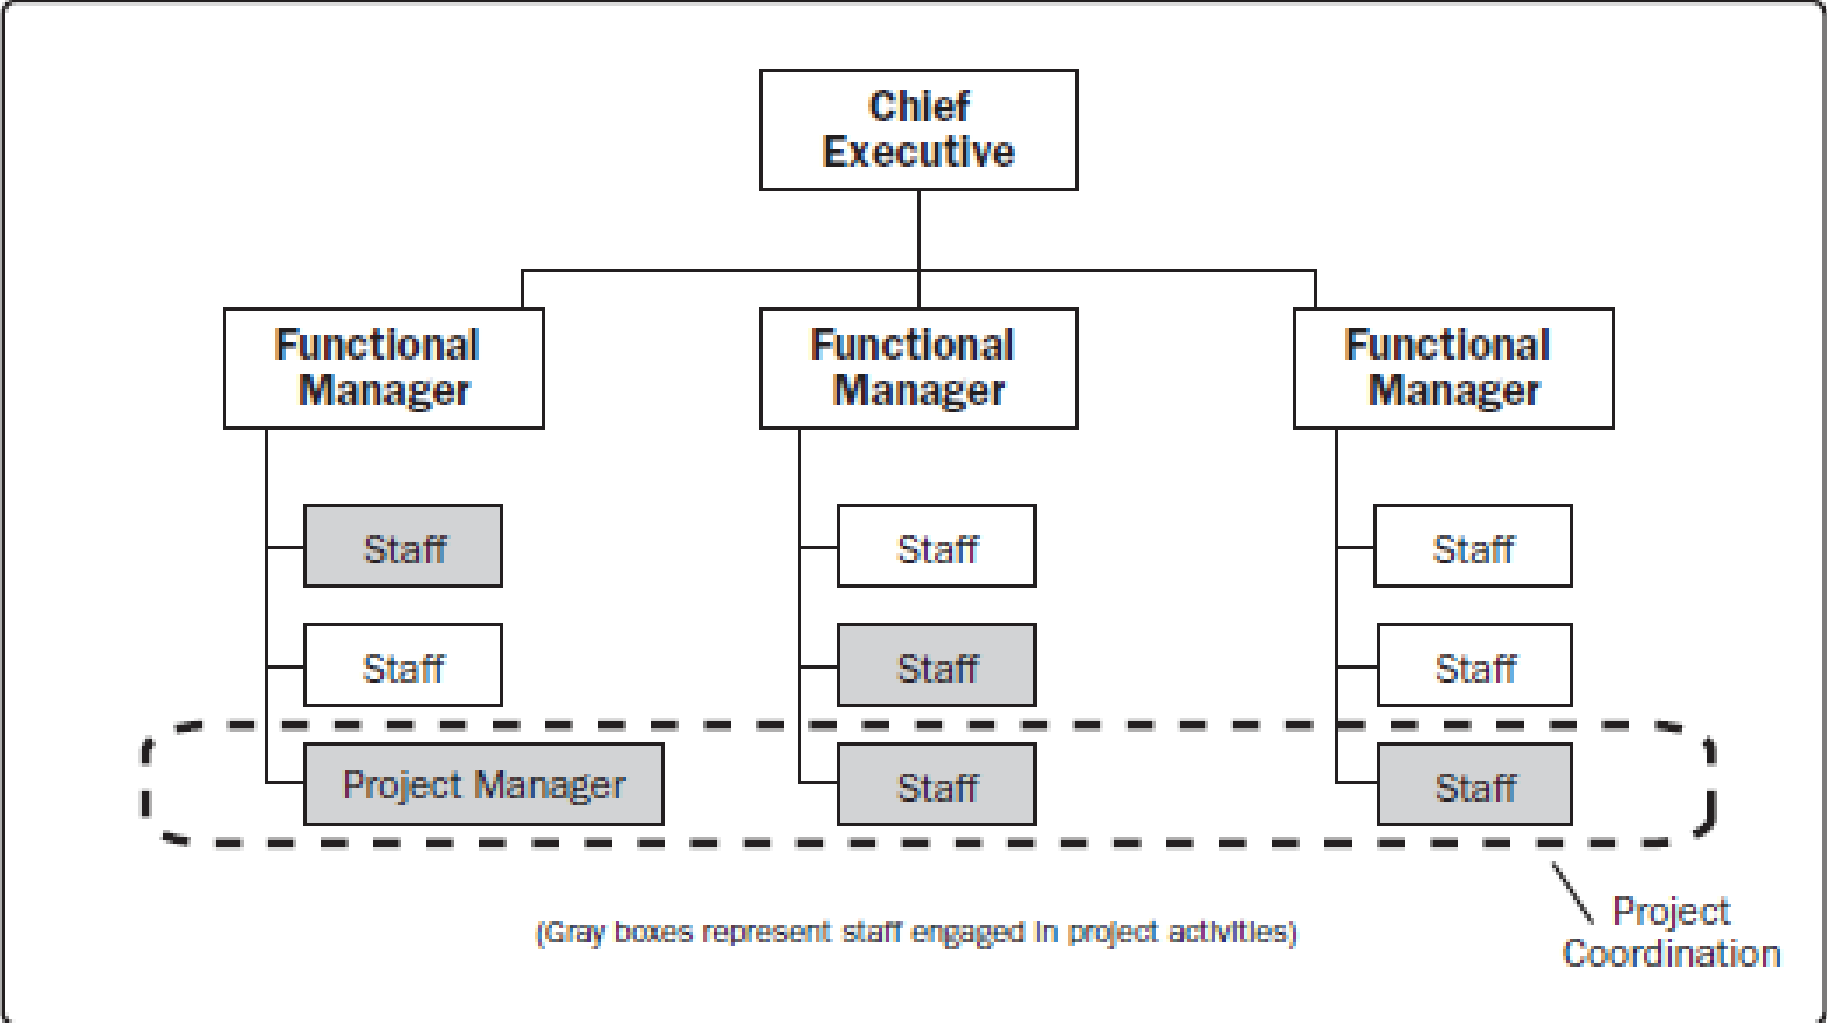 Chief
Executive
Functional
Manager
Functional
Manager
Functional
Manager
Staff
Staff
Staff
Staff
Staff
Staff
Project Manager
Staff
Staff
(Gray boxes represent staff engaged in project activities)
Project
Coordination